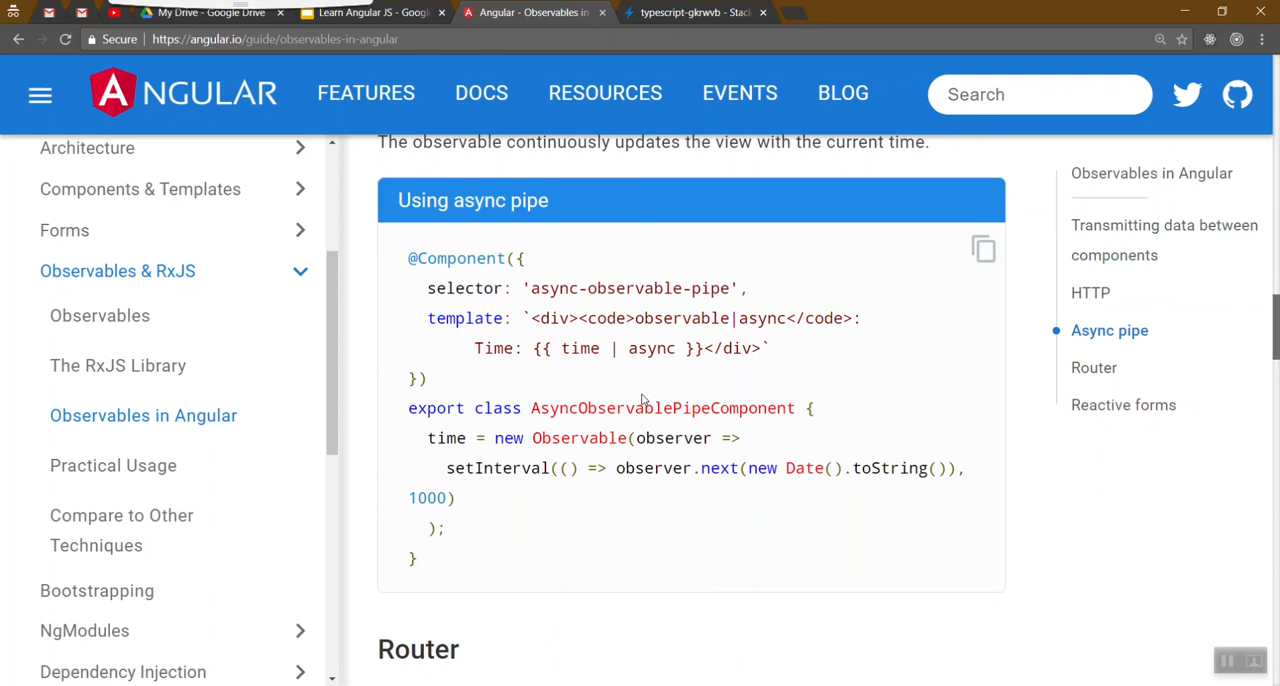 My Drive - Google Drive
Learn Angular JS - Googl
Angular - Observables in
typescript-gkrwvb - Stac
Secure
https://angular.io/guide/observables-in-angular
ANGULAR
FEATURES
DOCS
RESOURCES
EVENTS
BLOG
Search
Architecture
Components & Templates
Forms
Observables & RxJS
Observables
The RxJS Library
Observables in Angular
Practical Usage
Compare to Other
Techniques
Bootstrapping
NgModules
Dependency Injection
The observable continuously updates the view with the current time.
Using async pipe
@Component({
  selector: 'async-observable-pipe',
  template: `<div><code>observable|async</code>:
       Time: {{ time | async }}</div>`
})
export class AsyncObservablePipeComponent {
  time = new Observable(observer =>
    setInterval(() => observer.next(new Date().toString()),
1000)
  );
}
Router
Observables in Angular
Transmitting data between
components
HTTP
Async pipe
Router
Reactive forms